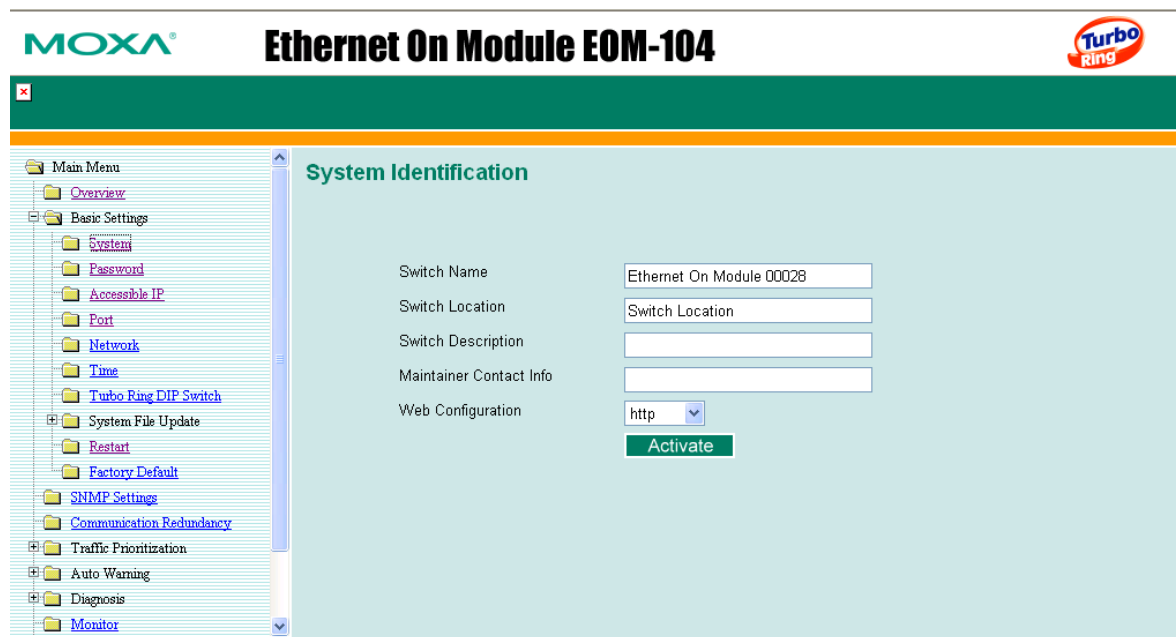 MOXA®
Ethernet On Module EOM-104
Turbo
Ring
Main Menu
Overview
Basic Settings
System
Password
Accessible IP
Port
Network
Time
Turbo Ring DIP Switch
System File Update
Restart
Factory Default
SNMP Settings
Communication Redundancy
Traffic Prioritization
Auto Warning
Diagnosis
Monitor
System Identification
Switch Name Ethernet On Module 00028
Switch Location Switch Location
Switch Description
Maintainer Contact Info
Web Configuration http
Activate